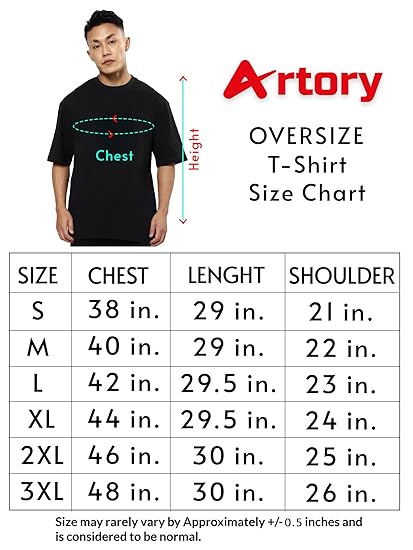 Artory
OVERSIZE
T-Shirt
Size Chart
Chest
Height
SIZE CHEST LENGHT SHOULDER
S 38 in. 29 in. 21 in.
M 40 in. 29 in. 22 in.
L 42 in. 29.5 in. 23 in.
XL 44 in. 29.5 in. 24 in.
2XL 46 in. 30 in. 25 in.
3XL 48 in. 30 in. 26 in.
Size may rarely vary by Approximately +/- 0.5 inches and
is considered to be normal.